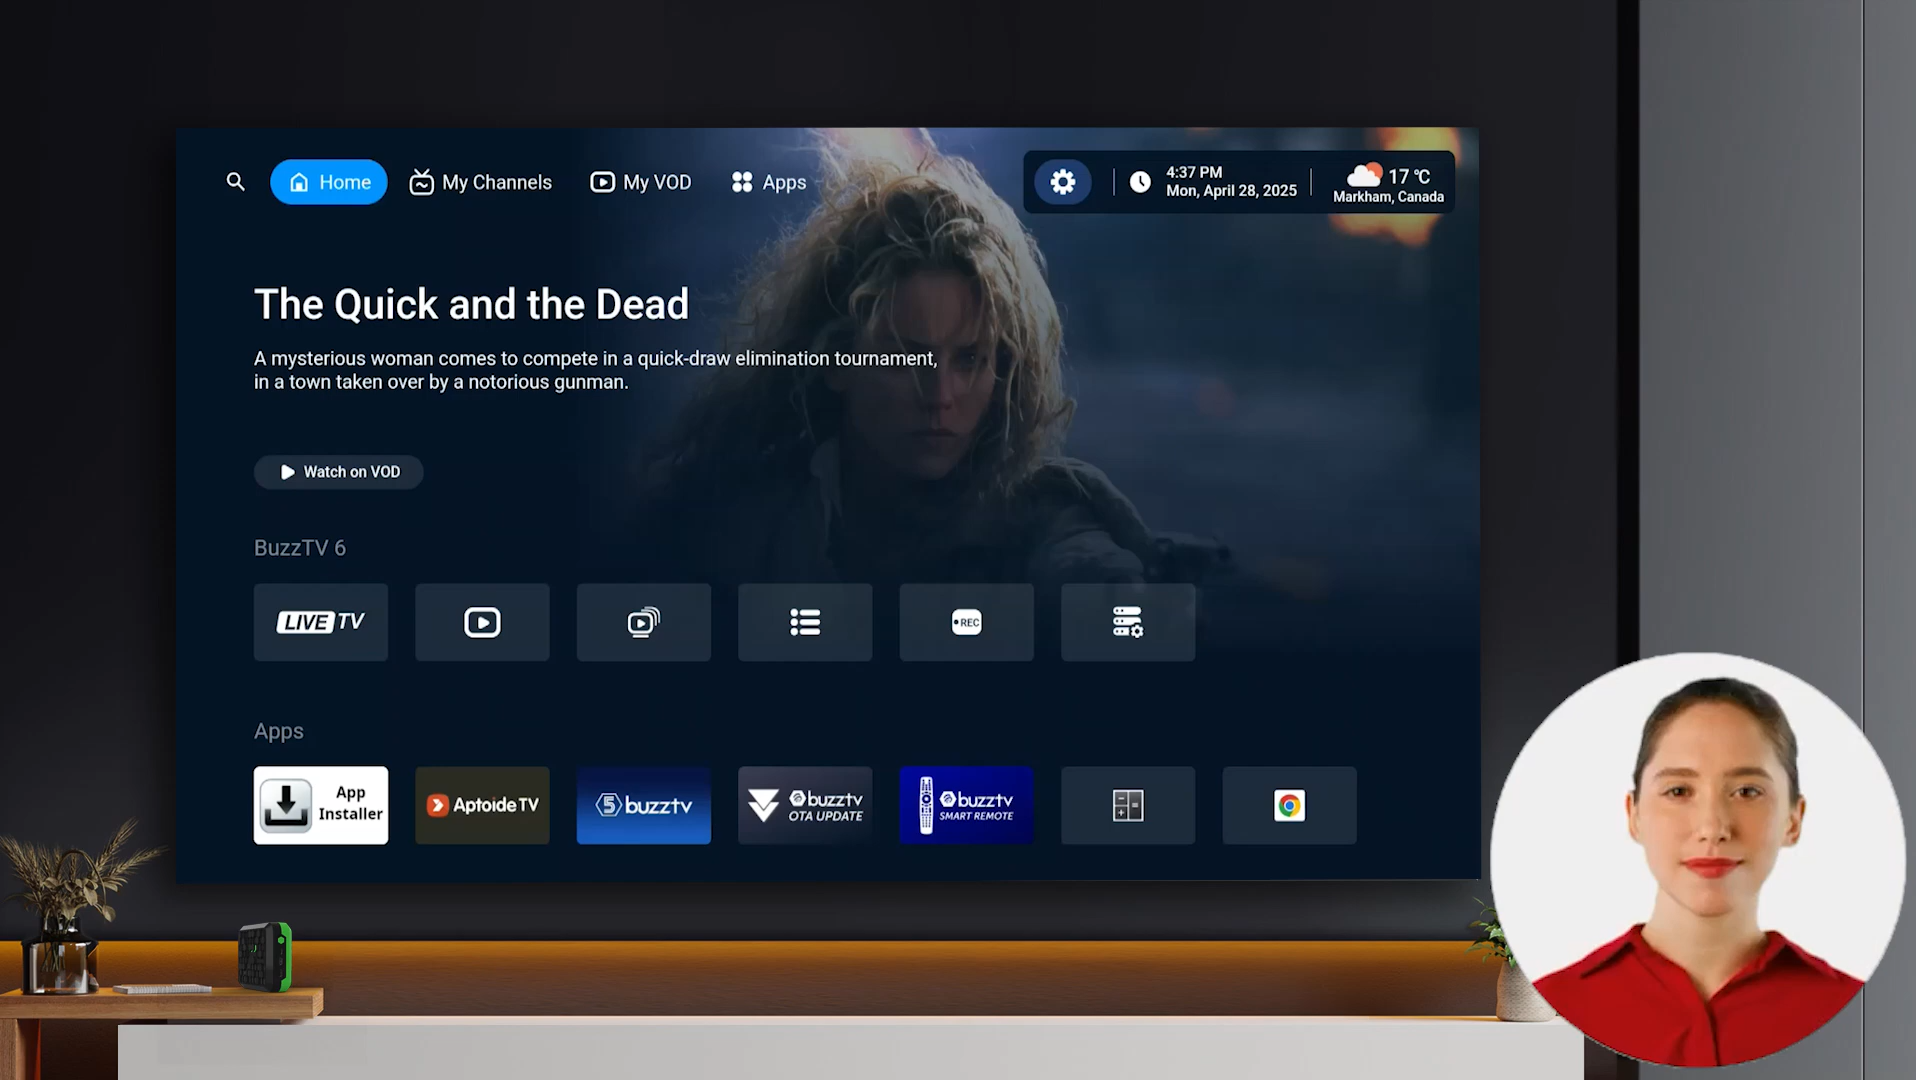 Home
My Channels
My VOD
Apps
4:37 PM
Mon, April 28, 2025
17 °C
Markham, Canada
The Quick and the Dead
A mysterious woman comes to compete in a quick-draw elimination tournament,
in a town taken over by a notorious gunman.
Watch on VOD
BuzzTV 6
LIVE TV
REC
Apps
App
Installer
Aptoide TV
5 buzztv
buzztv
OTA UPDATE
buzztv
SMART REMOTE